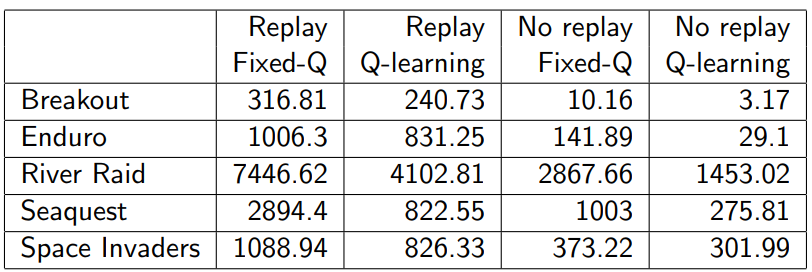 Replay Replay No replay No replay
Fixed-Q Q-learning Fixed-Q Q-learning
Breakout 316.81 240.73 10.16 3.17
Enduro 1006.3 831.25 141.89 29.1
River Raid 7446.62 4102.81 2867.66 1453.02
Seaquest 2894.4 822.55 1003 275.81
Space Invaders 1088.94 826.33 373.22 301.99